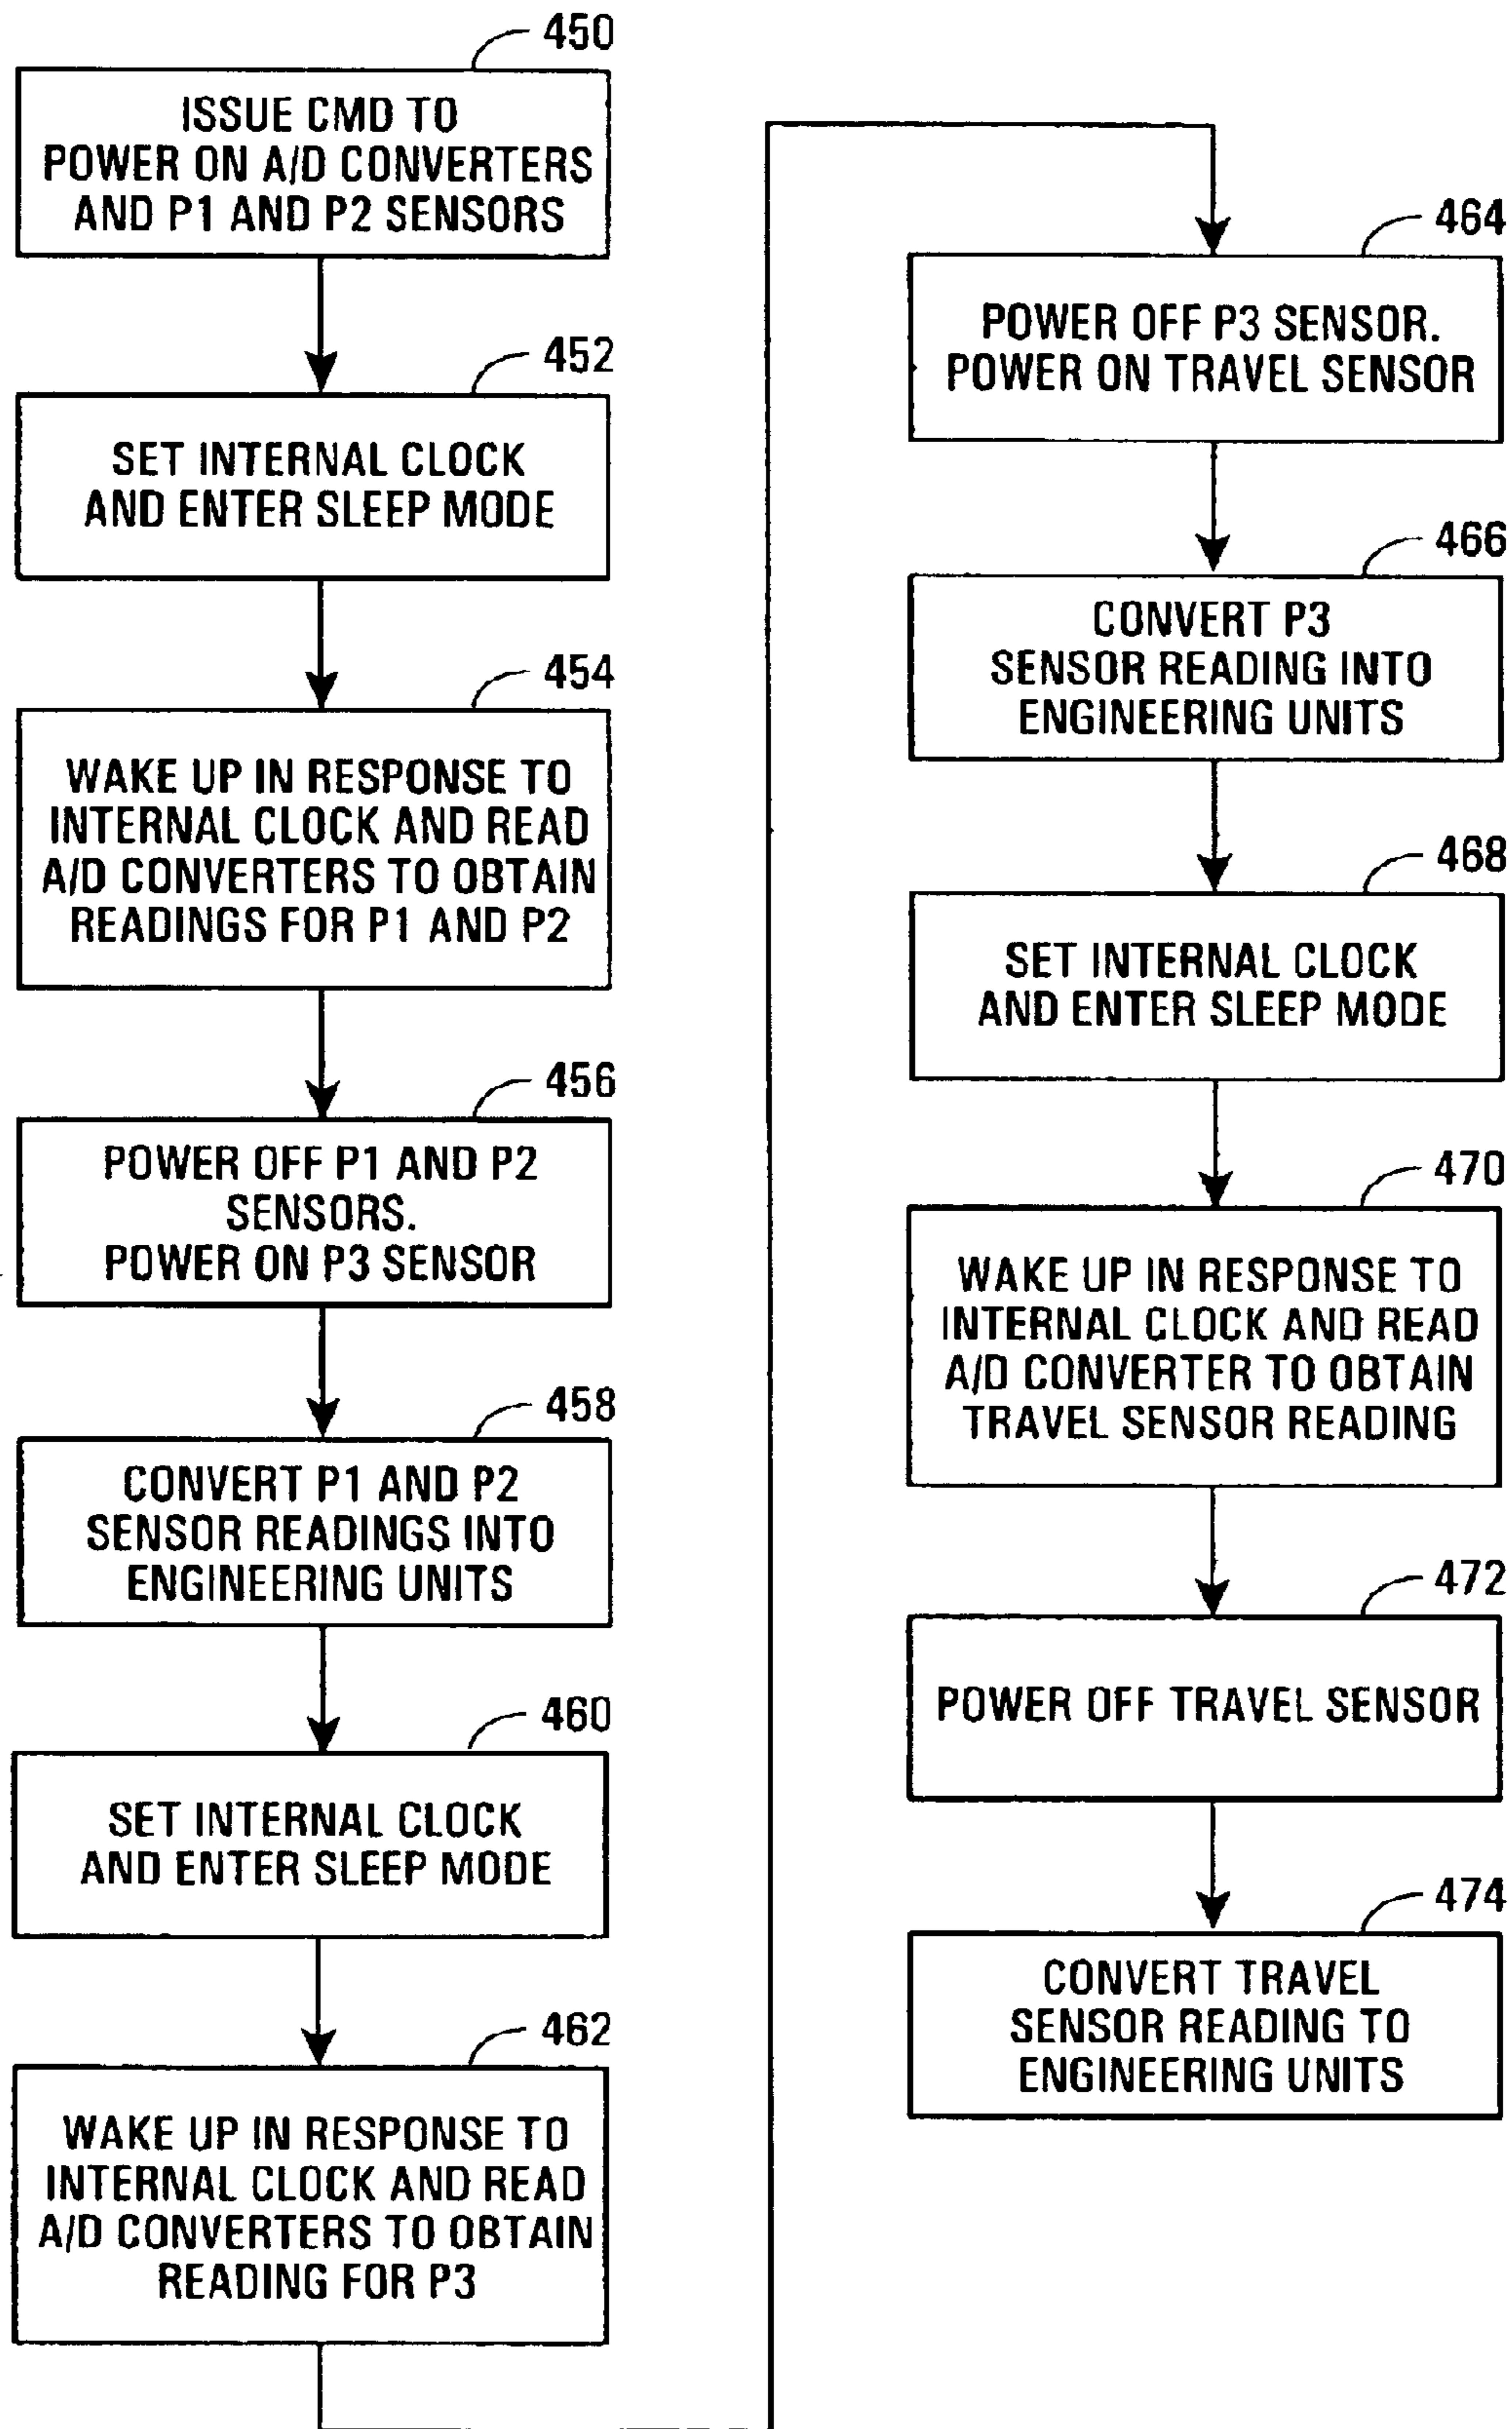 450
ISSUE CMD TO
POWER ON A/D CONVERTERS
AND P1 AND P2 SENSORS
452
SET INTERNAL CLOCK
AND ENTER SLEEP MODE
454
WAKE UP IN RESPONSE TO
INTERNAL CLOCK AND READ
A/D CONVERTERS TO OBTAIN
READINGS FOR P1 AND P2
456
POWER OFF P1 AND P2
SENSORS.
POWER ON P3 SENSOR
458
CONVERT P1 AND P2
SENSOR READINGS INTO
ENGINEERING UNITS
460
SET INTERNAL CLOCK
AND ENTER SLEEP MODE
462
WAKE UP IN RESPONSE TO
INTERNAL CLOCK AND READ
A/D CONVERTERS TO OBTAIN
READING FOR P3
464
POWER OFF P3 SENSOR.
POWER ON TRAVEL SENSOR
466
CONVERT P3
SENSOR READING INTO
ENGINEERING UNITS
468
SET INTERNAL CLOCK
AND ENTER SLEEP MODE
470
WAKE UP IN RESPONSE TO
INTERNAL CLOCK AND READ
A/D CONVERTER TO OBTAIN
TRAVEL SENSOR READING
472
POWER OFF TRAVEL SENSOR
474
CONVERT TRAVEL
SENSOR READING TO
ENGINEERING UNITS